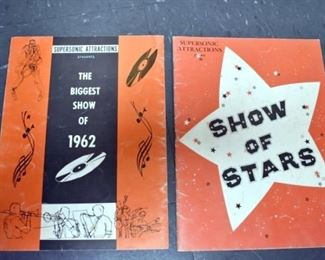 SUPERSONIC ATTRACTIONS
PRESENTS
THE
BIGGEST
SHOW
OF
1962
SUPERSONIC
ATTRACTIONS
SHOW
OF
STARS